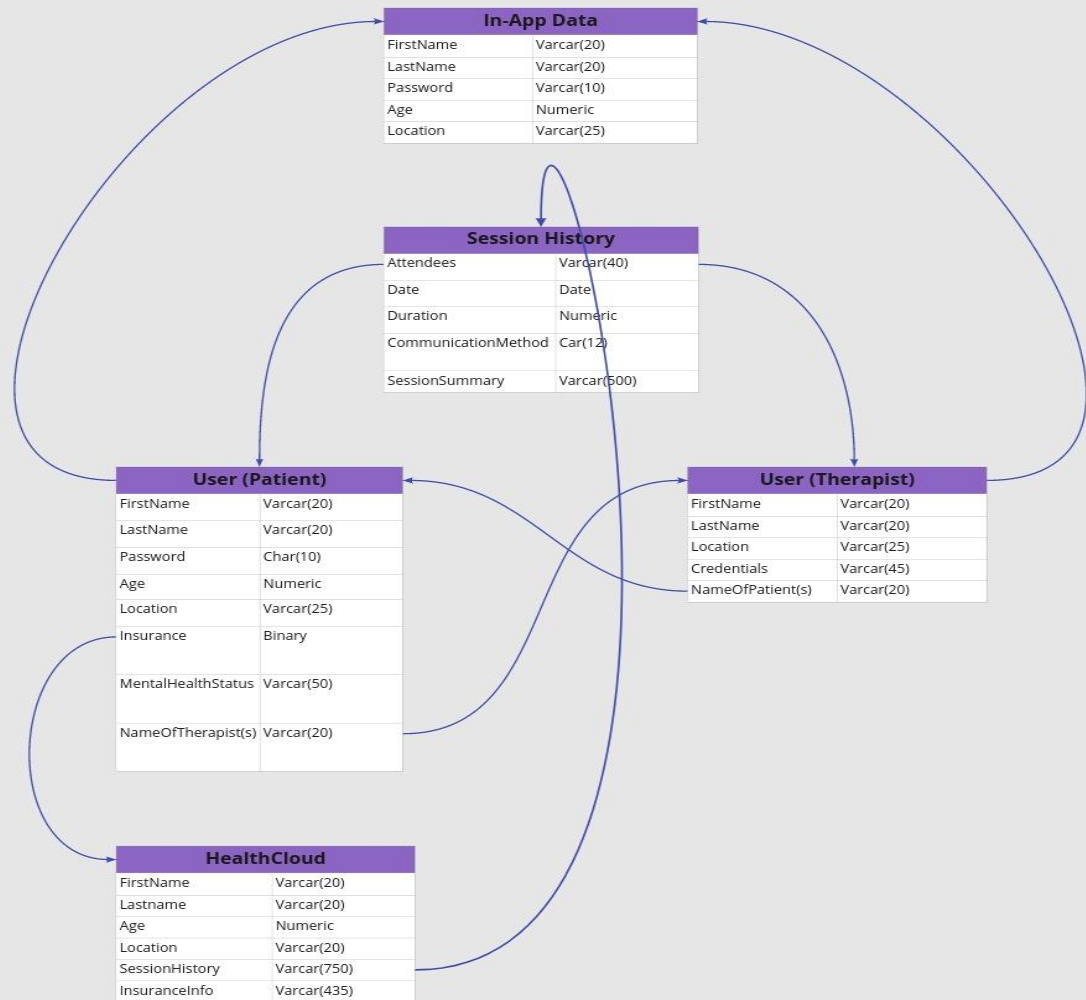 In-App Data
FirstName Varcar(20)
LastName Varcar(20)
Password Varcar(10)
Age Numeric
Location Varcar(25)
Session History
Attendees Varcar(40)
Date Date
Duration Numeric
CommunicationMethod Car(12)
SessionSummary Varcar(500)
User (Patient)
FirstName Varcar(20)
LastName Varcar(20)
Password Char(10)
Age Numeric
Location Varcar(25)
Insurance Binary
MentalHealthStatus Varcar(50)
NameOfTherapist(s) Varcar(20)
User (Therapist)
FirstName Varcar(20)
LastName Varcar(20)
Location Varcar(25)
Credentials Varcar(45)
NameOfPatient(s) Varcar(20)
HealthCloud
FirstName Varcar(20)
Lastname Varcar(20)
Age Numeric
Location Varcar(20)
SessionHistory Varcar(750)
InsuranceInfo Varcar(435)